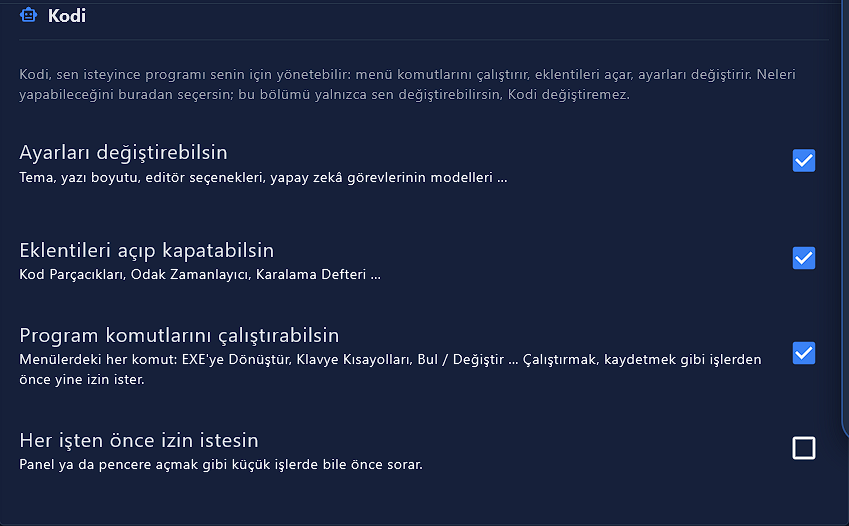 Kodi
Kodi, sen isteyince programı senin için yönetebilir: menü komutlarını çalıştırır, eklentileri açar, ayarları değiştirir. Neleri
yapabileceğini buradan seçersin; bu bölümü yalnızca sen değiştirebilirsin, Kodi değiştiremez.
Ayarları değiştirebilsin
Tema, yazı boyutu, editör seçenekleri, yapay zekâ görevlerinin modelleri ...
Eklentileri açıp kapatabilsin
Kod Parçacıkları, Odak Zamanlayıcı, Karalama Defteri ...
Program komutlarını çalıştırabilsin
Menülerdeki her komut: EXE'ye Dönüştür, Klavye Kısayolları, Bul / Değiştir ... Çalıştırmak, kaydetmek gibi işlerden
önce yine izin ister.
Her işten önce izin istesin
Panel ya da pencere açmak gibi küçük işlerde bile önce sorar.